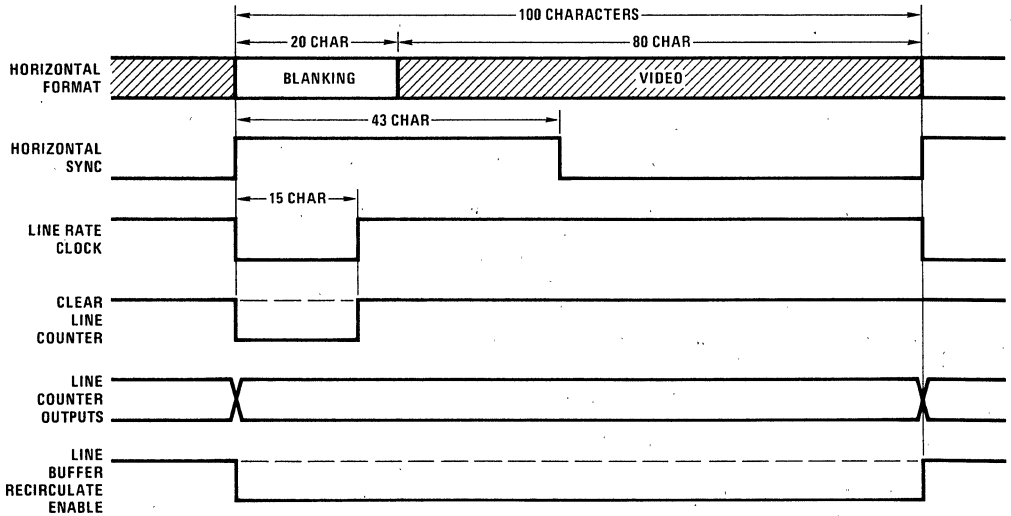 100 CHARACTERS
20 CHAR
80 CHAR
HORIZONTAL
FORMAT
BLANKING
VIDEO
43 CHAR
HORIZONTAL
SYNC
15 CHAR
LINE RATE
CLOCK
CLEAR
LINE
COUNTER
LINE
COUNTER
OUTPUTS
LINE
BUFFER
RECIRCULATE
ENABLE